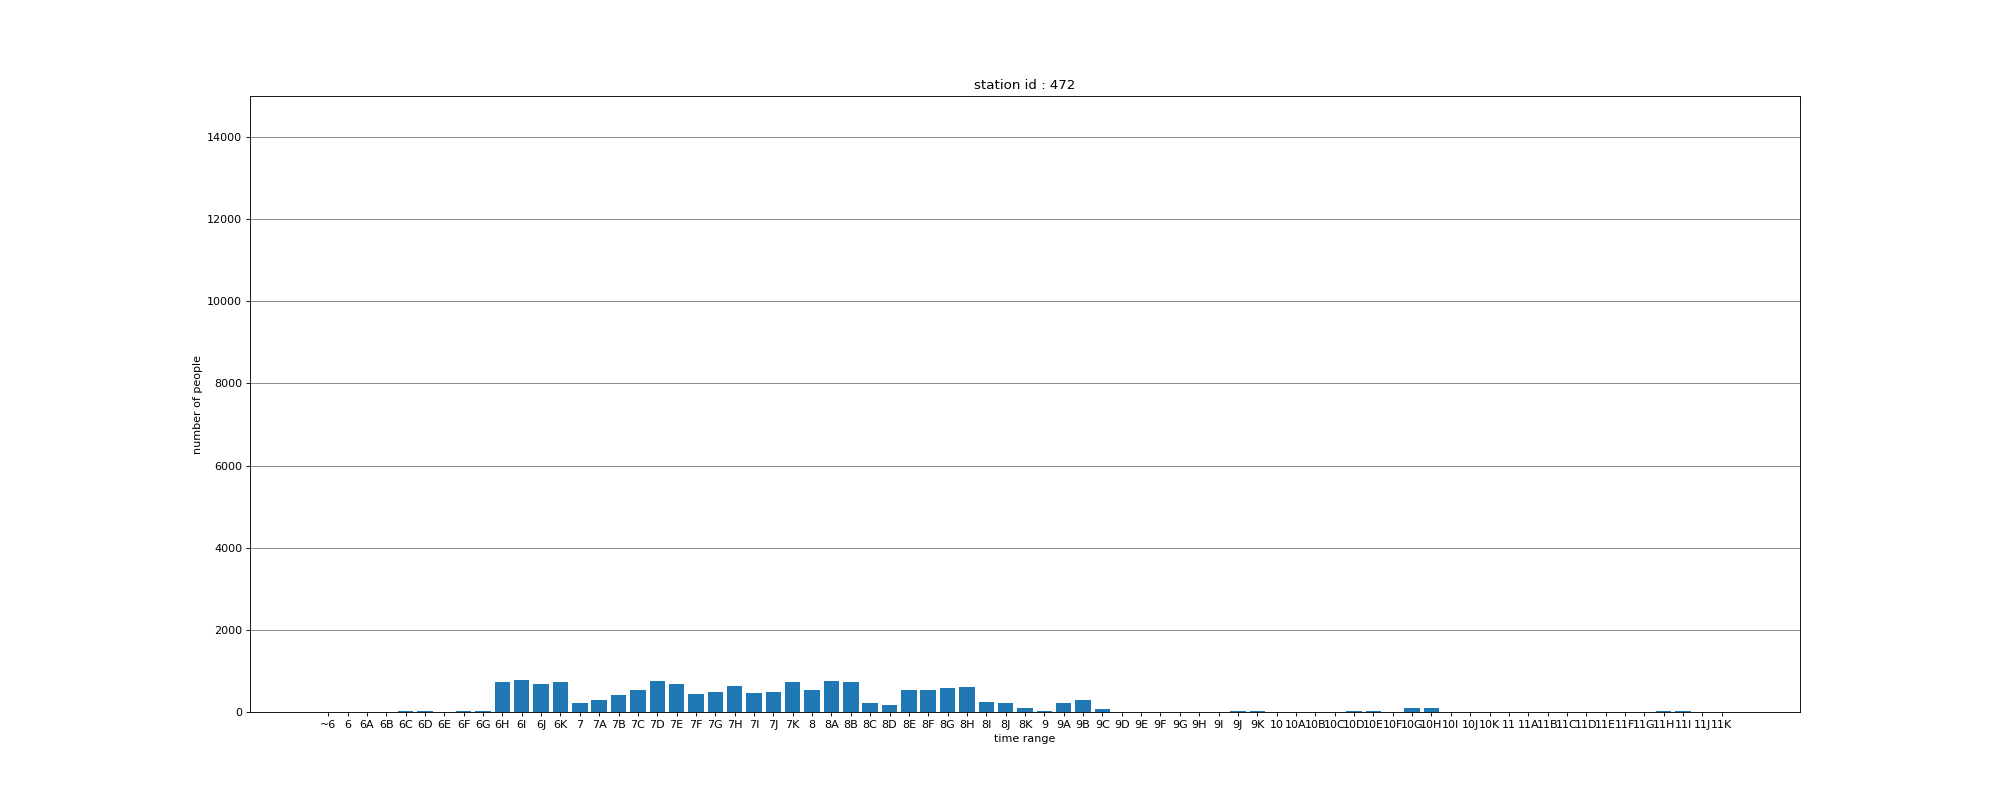 station id : 472
14000
12000
10000
8000
6000
4000
2000
0
number of people
~6 6 6A 6B 6C 6D 6E 6F 6G 6H 6I 6J 6K 7 7A 7B 7C 7D 7E 7F 7G 7H 7I 7J 7K 8 8A 8B 8C 8D 8E 8F 8G 8H 8I 8J 8K 9 9A 9B 9C 9D 9E 9F 9G 9H 9I 9J 9K 10 10A 10B 10C 10D 10E 10F 10G 10H 10I 10J 10K 11 11A 11B 11C 11D 11E 11F 11G 11H 11I 11J 11K
time range